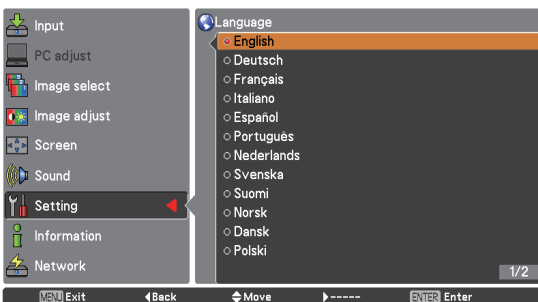 Input
PC adjust
Image select
Image adjust
Screen
Sound
Setting
Information
Network
Language
English
Deutsch
Français
Italiano
Español
Português
Nederlands
Svenska
Suomi
Norsk
Dansk
Polski
1/2
MENU Exit
Back
Move
-----
ENTER Enter